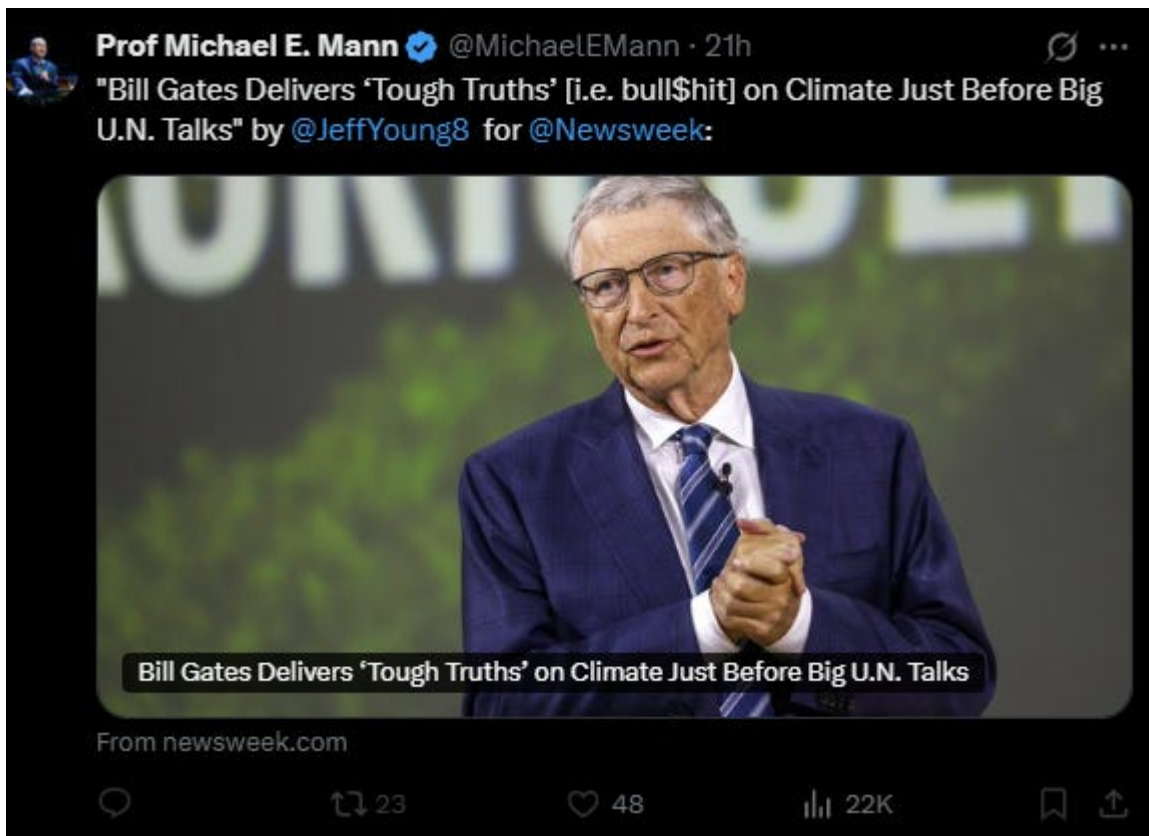 Prof Michael E. Mann @MichaelEMann · 21h
"Bill Gates Delivers ‘Tough Truths’ [i.e. bull$hit] on Climate Just Before Big
U.N. Talks" by @JeffYoung8 for @Newsweek:
Bill Gates Delivers ‘Tough Truths’ on Climate Just Before Big U.N. Talks
From newsweek.com
23 48 22K